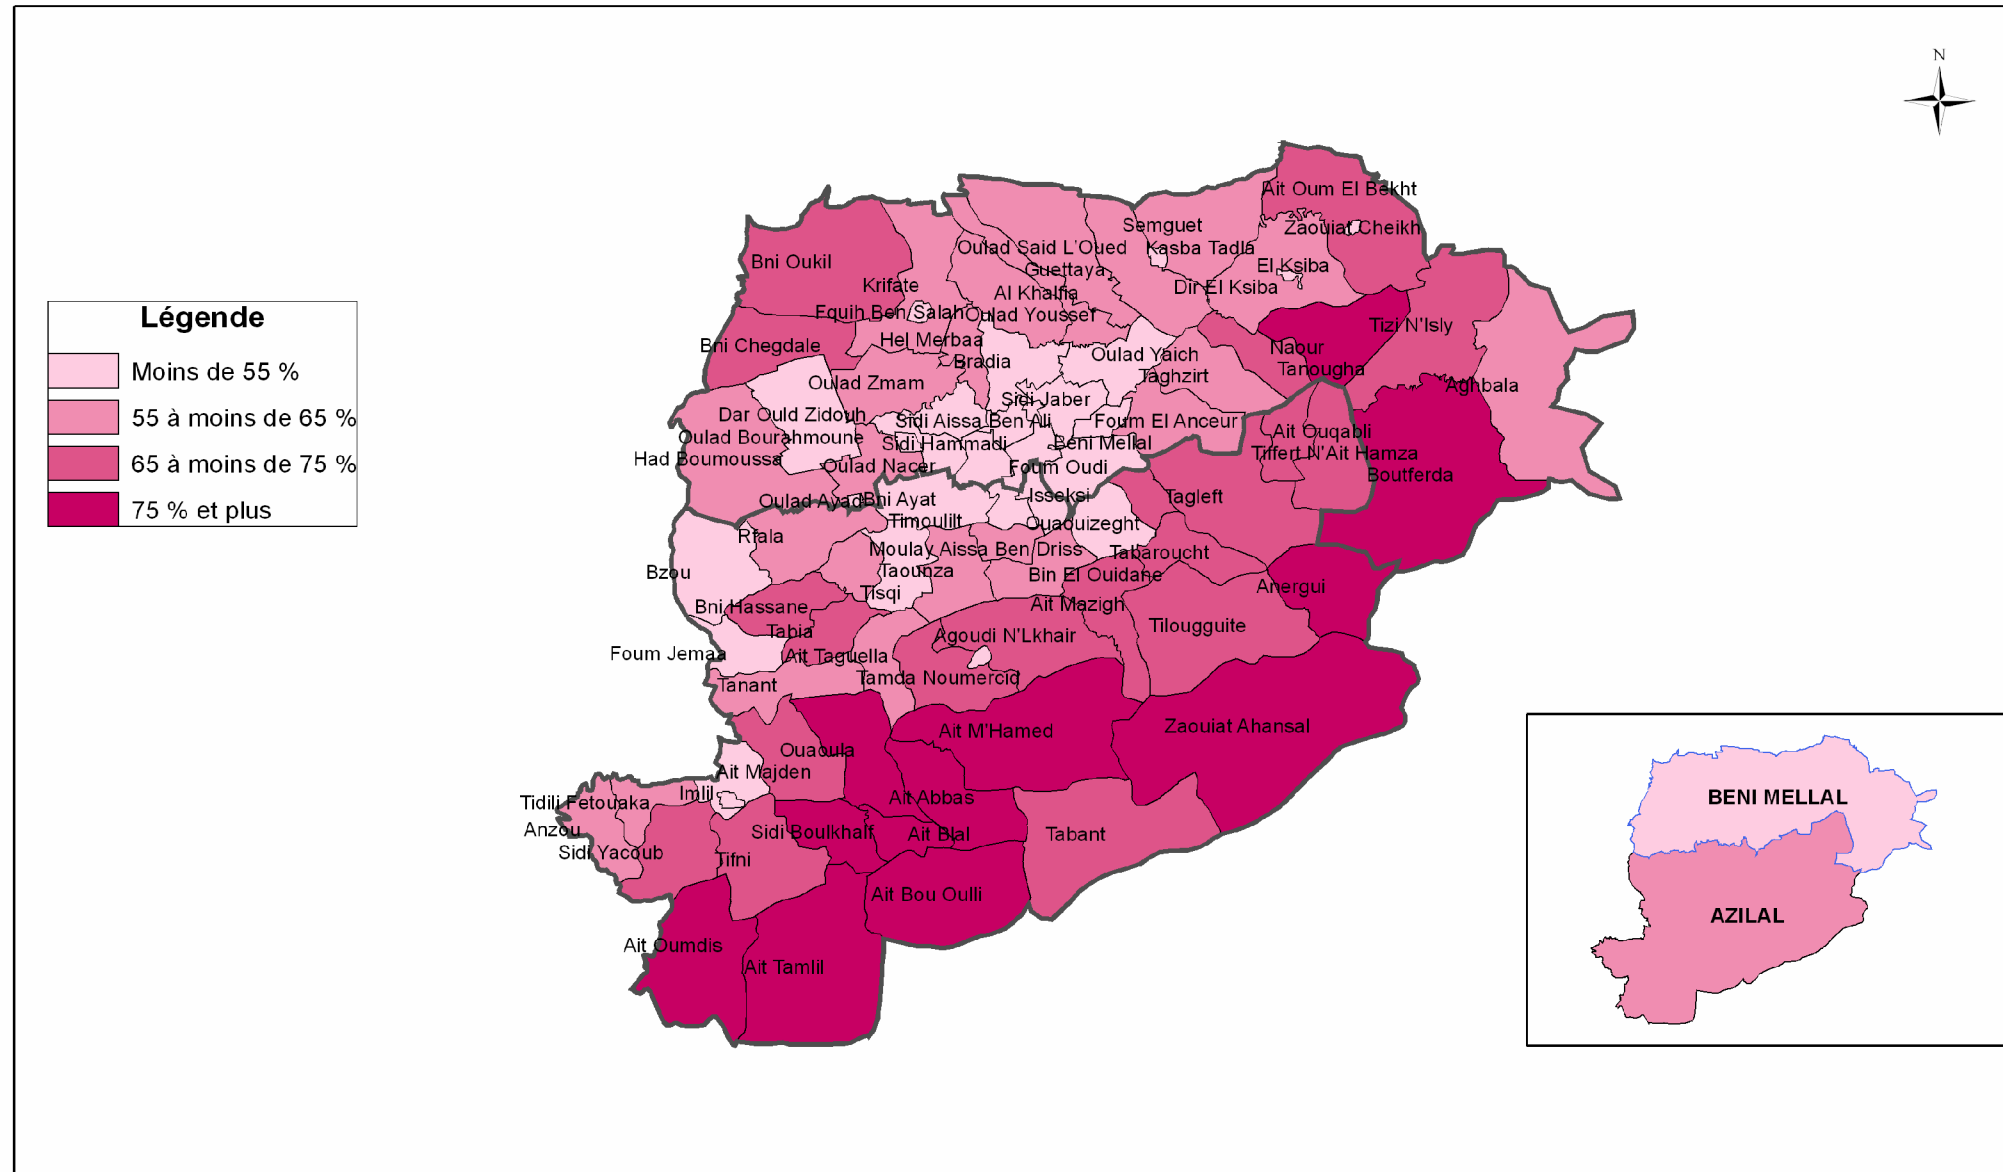 N
Ait Oum El Bekht
Semguet
Zaouiat Cheikh
Oulad Said L'Oued
Kasba Tadla
Bni Oukil
Guettaya
El Ksiba
Krifate
Al Khalfia
Dir El Ksiba
Fquih Ben Salah
Oulad Youssef
Tizi N'Isly
Hel Merbaa
Bni Chegdale
Naour
Bradia
Oulad Yaich
Tanougha
Oulad Zmam
Taghzirt
Aghbala
Sidi Jaber
Dar Ould Zidouh
Sidi Aissa Ben Ali
Foum El Anceur
Ait Ouqabli
Oulad Bourahmoune
Sidi Hammadi
Beni Mellal
Tiffert N'Ait Hamza
Had Boumoussa
Oulad Nacer
Foum Oudi
Boutferda
Oulad Ayad
Bni Ayat
Isseksi
Tagleft
Timoulilt
Ouaouizeght
Rfala
Moulay Aissa Ben Driss
Tabaroucht
Bzou
Taounza
Bin El Ouidane
Anergui
Tisqi
Bni Hassane
Ait Mazigh
Tabia
Agoudi N'Lkhair
Tilougguite
Foum Jemaa
Ait Taguella
Tanant
Tamda Noumercid
Ait M'Hamed
Zaouiat Ahansal
Ouaoula
Ait Majden
Imlil
Ait Abbas
Tidili Fetouaka
Anzou
Sidi Boulkhalf
Ait Blal
Tabant
Sidi Yacoub
Tifni
Ait Bou Oulli
Ait Oumdis
Ait Tamlil
Légende
Moins de 55 %
55 à moins de 65 %
65 à moins de 75 %
75 % et plus
BENI MELLAL
AZILAL